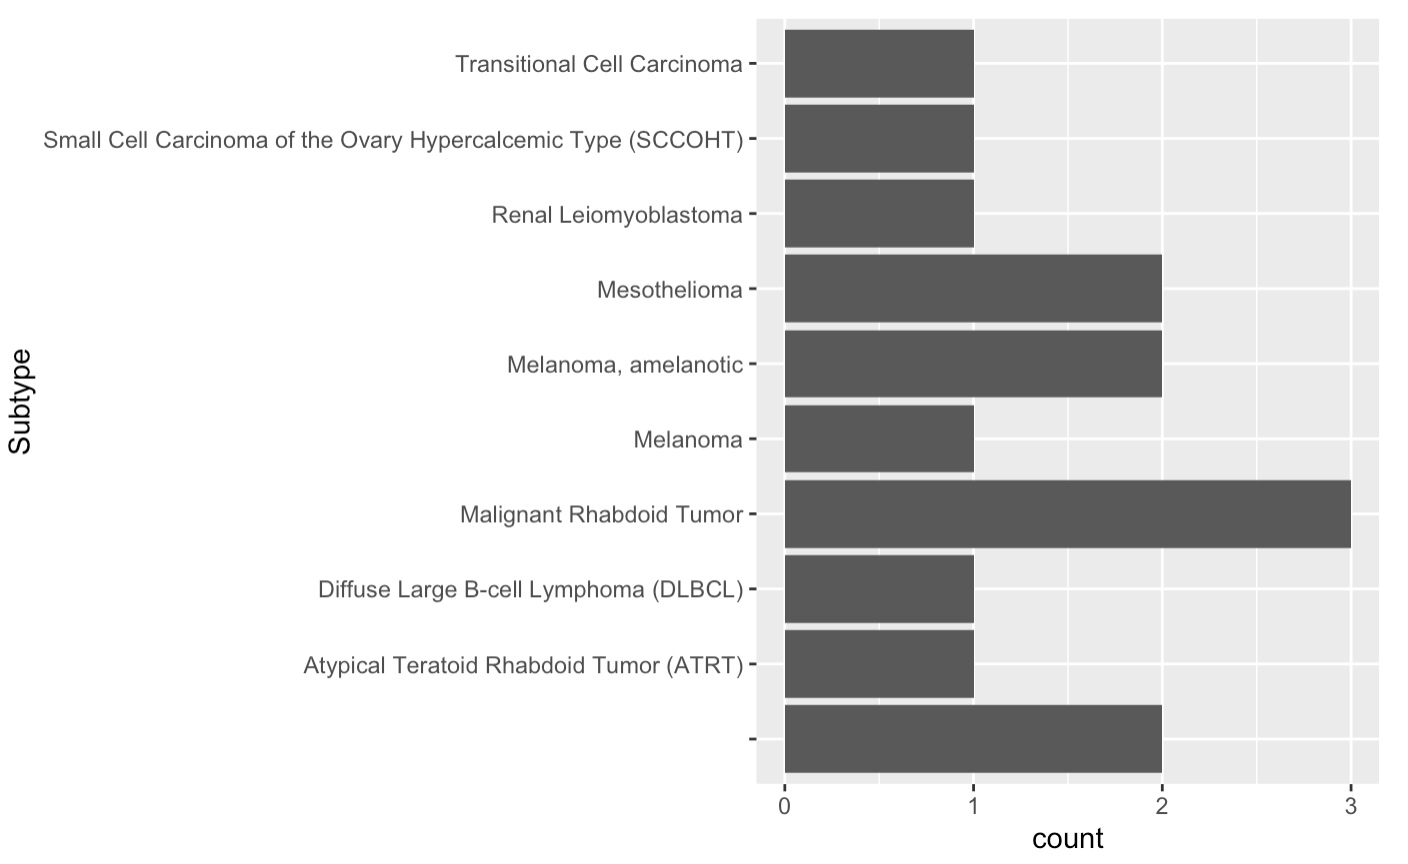 Transitional Cell Carcinoma
Small Cell Carcinoma of the Ovary Hypercalcemic Type (SCCOHT)
Renal Leiomyoblastoma
Mesothelioma
Melanoma, amelanotic
Melanoma
Malignant Rhabdoid Tumor
Diffuse Large B-cell Lymphoma (DLBCL)
Atypical Teratoid Rhabdoid Tumor (ATRT)
Subtype
0 1 2 3
count